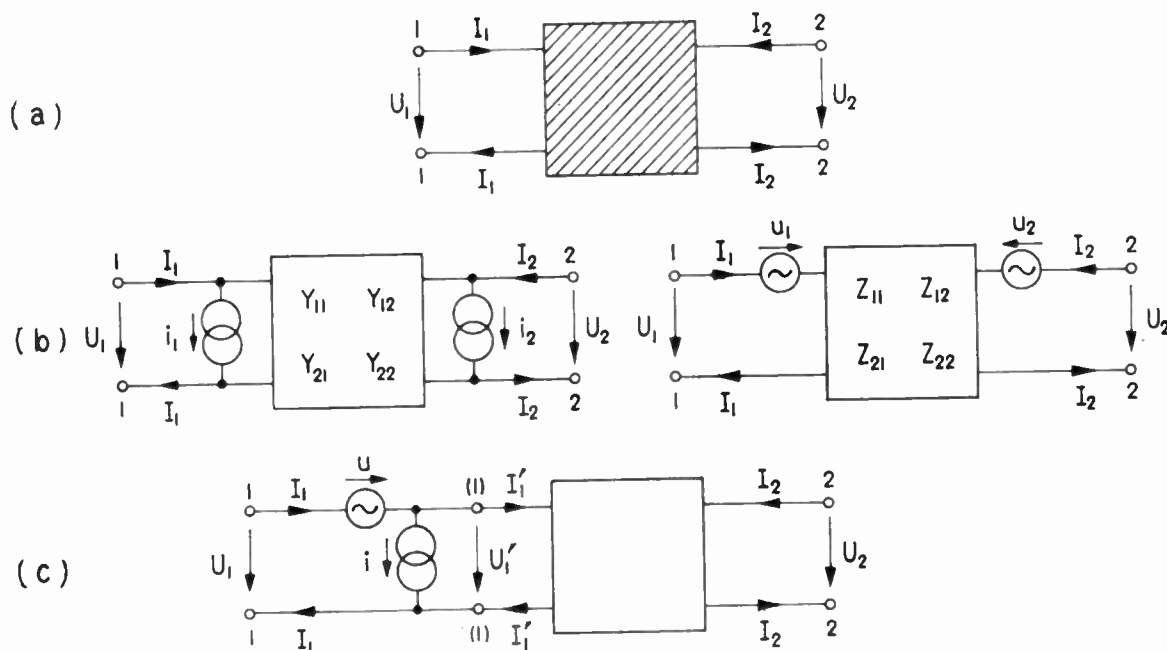 (a)
1 I₁ I₂ 2
U₁ U₂
1 I₁ I₂ 2
(b)
1 I₁ I₂ 2
U₁ i₁ Y₁₁ Y₁₂ i₂ U₂
Y₂₁ Y₂₂
1 I₁ I₂ 2
1 I₁ u₁ u₂ I₂ 2
U₁ Z₁₁ Z₁₂ U₂
Z₂₁ Z₂₂
1 I₁ I₂ 2
(c)
1 I₁ u (1) I₁′ I₂ 2
U₁ i U₁′ U₂
1 I₁ (1) I₁′ I₂ 2